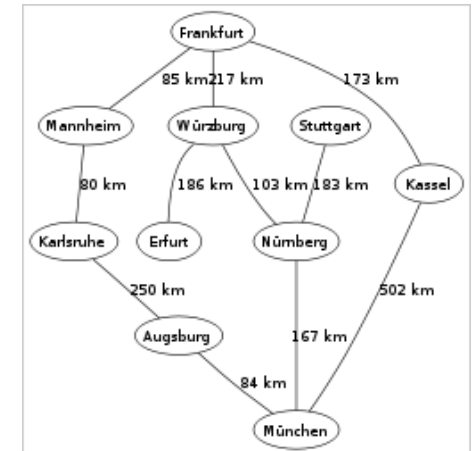 Frankfurt
85 km
217 km
173 km
Mannheim
Würzburg
Stuttgart
80 km
186 km
103 km
183 km
Kassel
Karlsruhe
Erfurt
Nürnberg
250 km
502 km
Augsburg
167 km
84 km
München